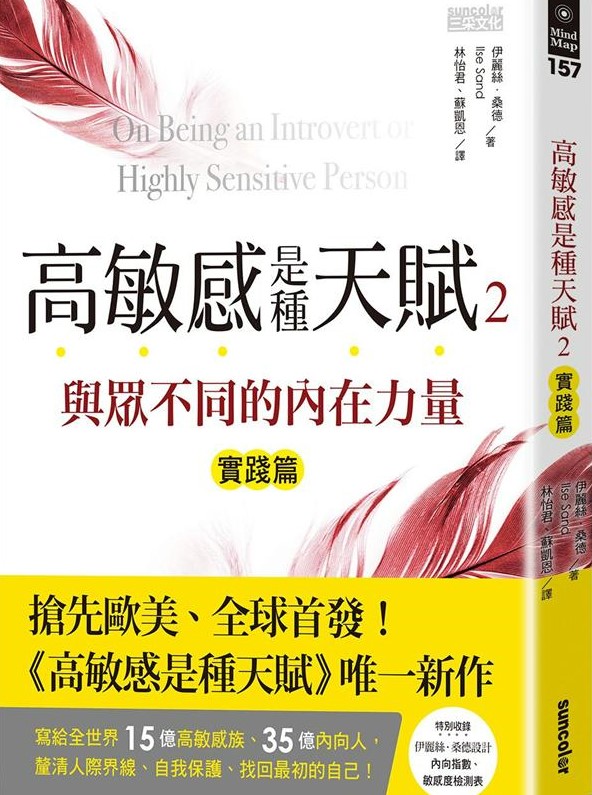 suncolor
三采文化
伊麗絲·桑德／著
Ilse Sand
林怡君、蘇凱恩／譯
On Being an Introvert or
Highly Sensitive Person
高敏感是種天賦2
與眾不同的內在力量
實踐篇
搶先歐美、全球首發！
《高敏感是種天賦》唯一新作
寫給全世界15億高敏感族、35億內向人，
釐清人際界線、自我保護、找回最初的自己！
特別收錄
伊麗絲·桑德設計
內向指數、
敏感度檢測表
Mind
Map
157
高敏感是種天賦2
實踐篇
伊麗絲·桑德／著
Ilse Sand
林怡君、蘇凱恩／譯
suncolor